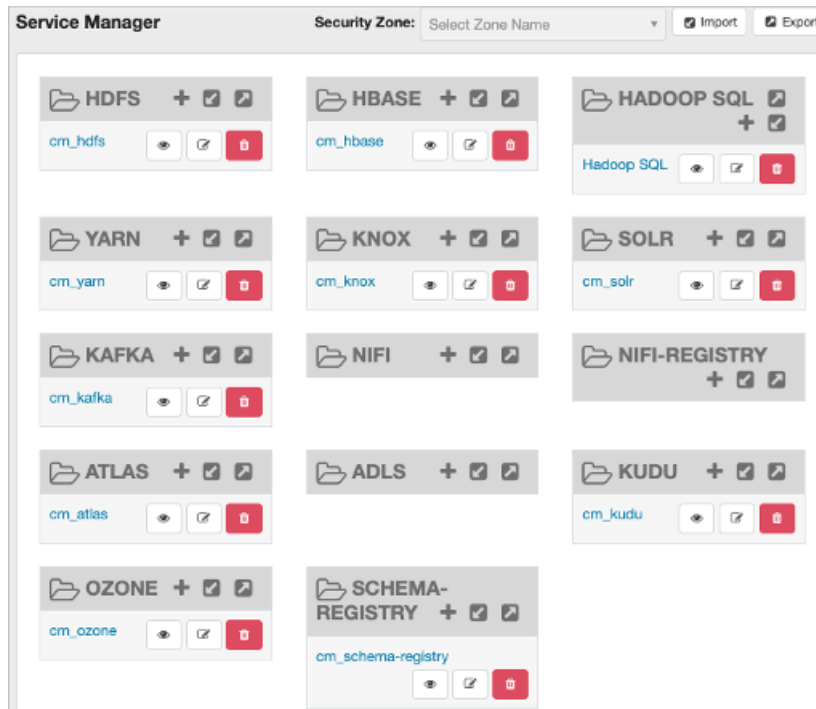 Service Manager
Security Zone: Select Zone Name Import Export
HDFS
cm_hdfs
HBASE
cm_hbase
HADOOP SQL
Hadoop SQL
YARN
cm_yarn
KNOX
cm_knox
SOLR
cm_solr
KAFKA
cm_kafka
NIFI
NIFI-REGISTRY
ATLAS
cm_atlas
ADLS
KUDU
cm_kudu
OZONE
cm_ozone
SCHEMA-
REGISTRY
cm_schema-registry